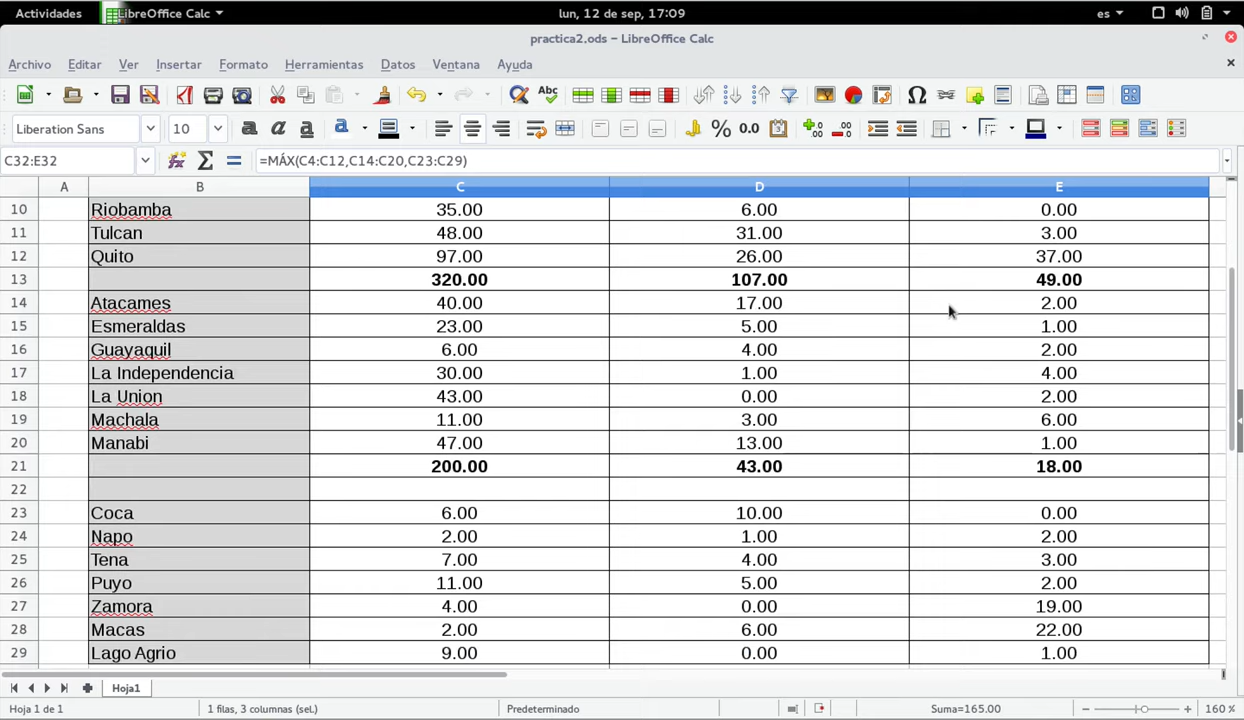 Actividades LibreOffice Calc lun, 12 de sep, 17:09 es
practica2.ods – LibreOffice Calc
Archivo Editar Ver Insertar Formato Herramientas Datos Ventana Ayuda
Liberation Sans 10
C32:E32 =MÁX(C4:C12,C14:C20,C23:C29)
A B C D E
10 Riobamba 35.00 6.00 0.00
11 Tulcan 48.00 31.00 3.00
12 Quito 97.00 26.00 37.00
13 320.00 107.00 49.00
14 Atacames 40.00 17.00 2.00
15 Esmeraldas 23.00 5.00 1.00
16 Guayaquil 6.00 4.00 2.00
17 La Independencia 30.00 1.00 4.00
18 La Union 43.00 0.00 2.00
19 Machala 11.00 3.00 6.00
20 Manabi 47.00 13.00 1.00
21 200.00 43.00 18.00
22
23 Coca 6.00 10.00 0.00
24 Napo 2.00 1.00 2.00
25 Tena 7.00 4.00 3.00
26 Puyo 11.00 5.00 2.00
27 Zamora 4.00 0.00 19.00
28 Macas 2.00 6.00 22.00
29 Lago Agrio 9.00 0.00 1.00
Hoja1
Hoja 1 de 1 1 filas, 3 columnas (sel.) Predeterminado Suma=165.00 160 %